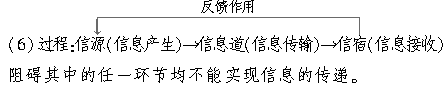 反馈作用
(6)过程:信源(信息产生)→信息道(信息传输)→信宿(信息接收)
阻碍其中的任一环节均不能实现信息的传递。